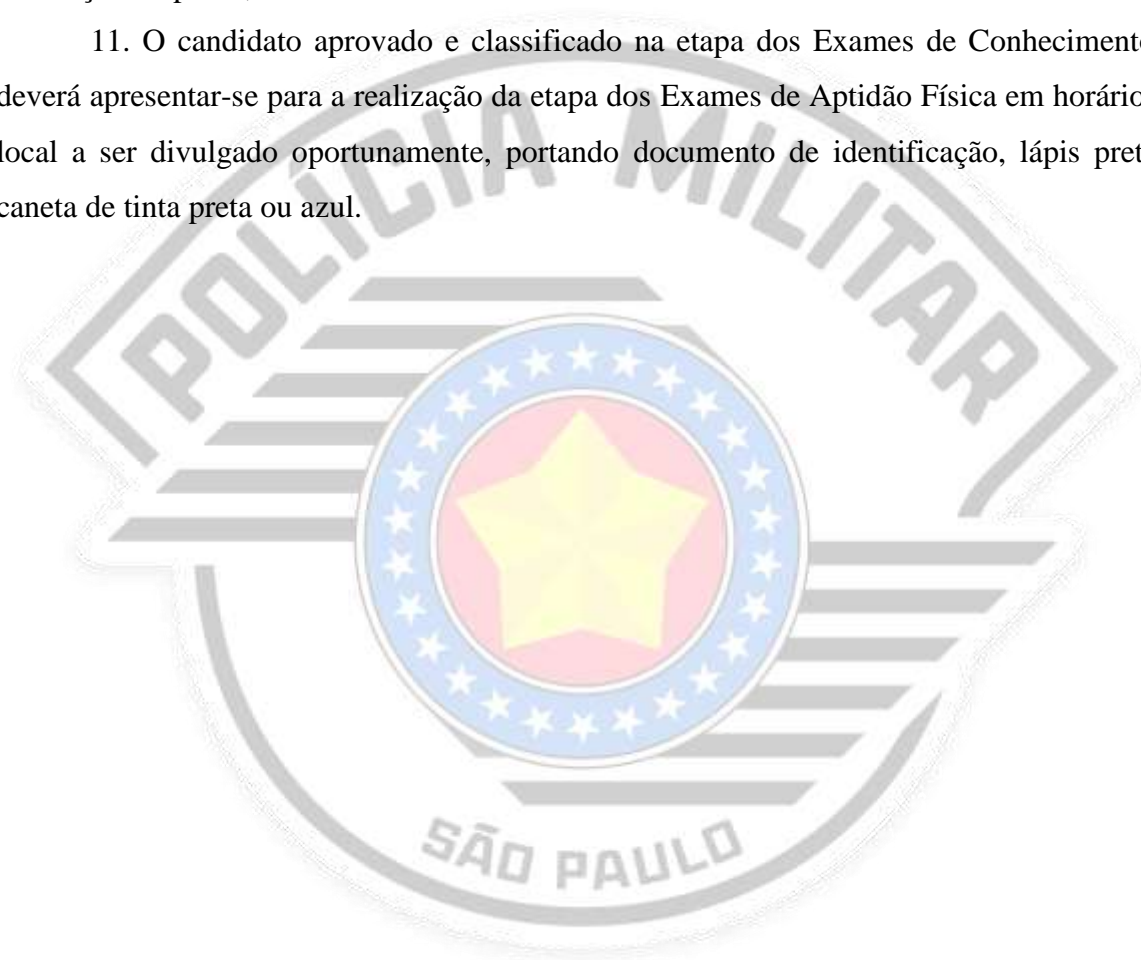 11. O candidato aprovado e classificado na etapa dos Exames de Conhecimento
deverá apresentar-se para a realização da etapa dos Exames de Aptidão Física em horário
local a ser divulgado oportunamente, portando documento de identificação, lápis pret
caneta de tinta preta ou azul.
POLÍCIA MILITAR
SÃO PAULO